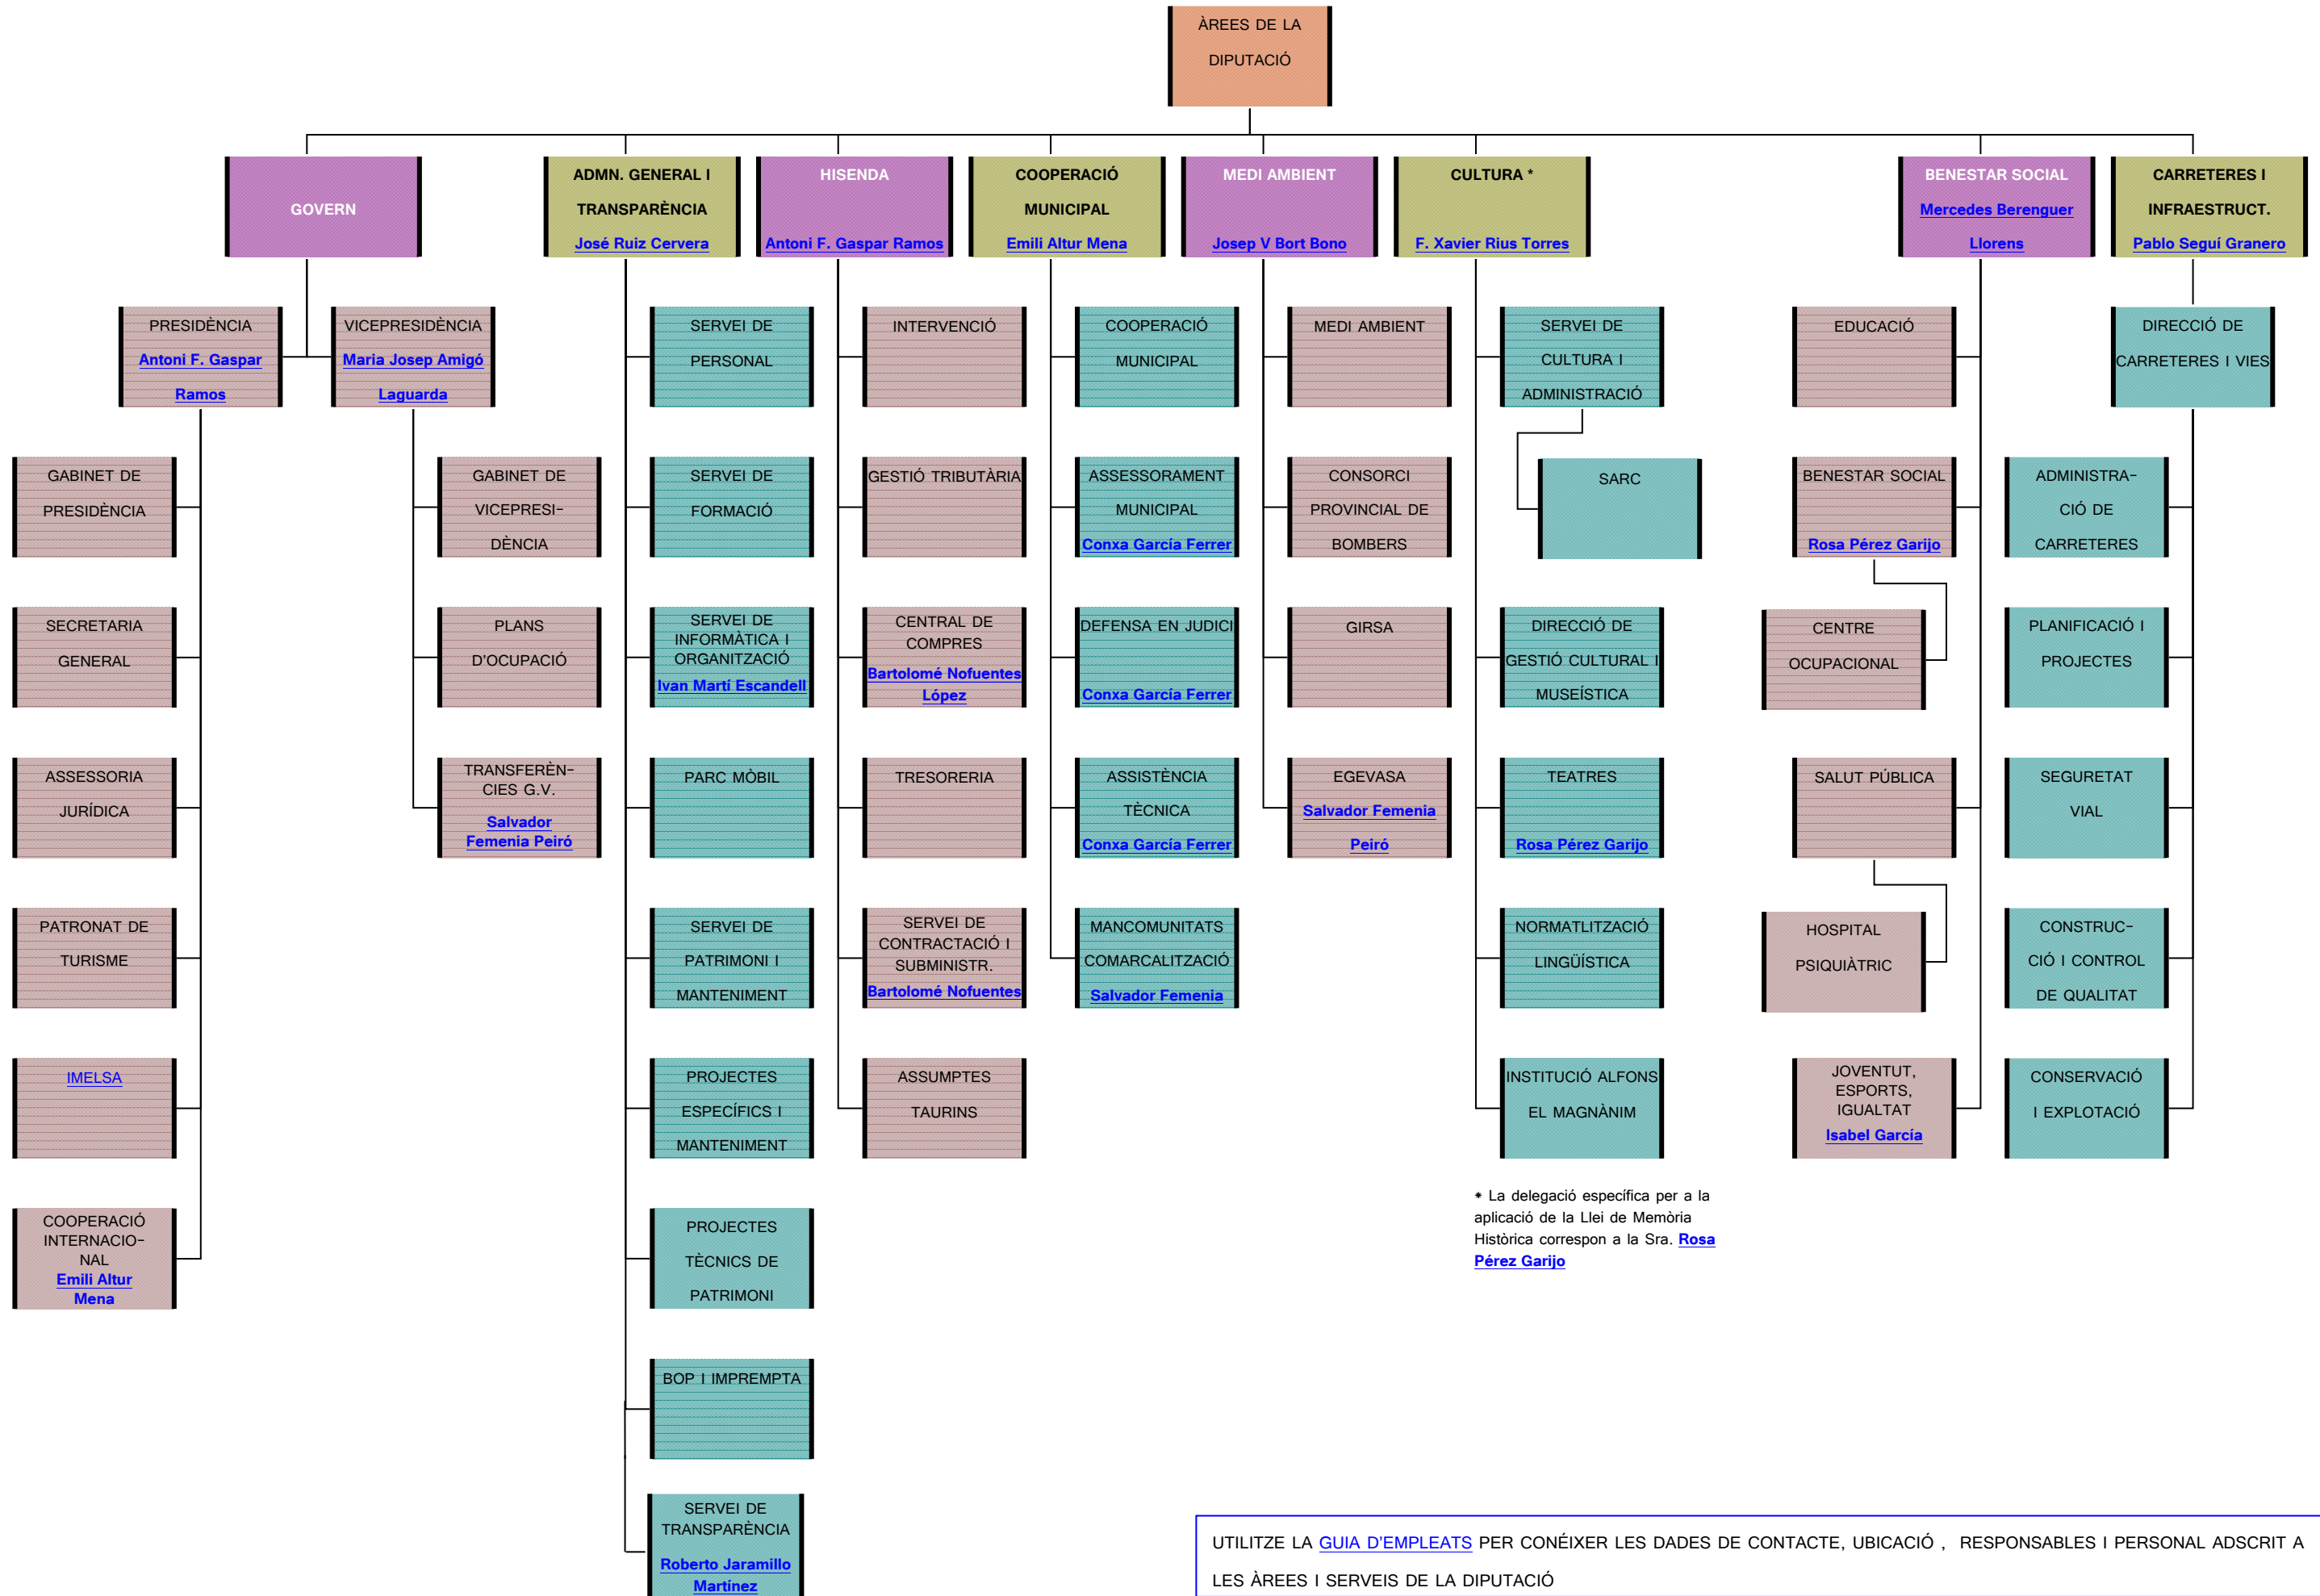 ÀREES DE LA
DIPUTACIÓ
GOVERN
ADMN. GENERAL I
TRANSPARÈNCIA
José Ruiz Cervera
HISENDA
Antoni F. Gaspar Ramos
COOPERACIÓ
MUNICIPAL
Emili Altur Mena
MEDI AMBIENT
Josep V Bort Bono
CULTURA *
F. Xavier Rius Torres
BENESTAR SOCIAL
Mercedes Berenguer
Llorens
CARRETERES I
INFRAESTRUCT.
Pablo Seguí Granero
PRESIDÈNCIA
Antoni F. Gaspar
Ramos
VICEPRESIDÈNCIA
Maria Josep Amigó
Laguarda
SERVEI DE
PERSONAL
INTERVENCIÓ
COOPERACIÓ
MUNICIPAL
MEDI AMBIENT
SERVEI DE
CULTURA I
ADMINISTRACIÓ
EDUCACIÓ
DIRECCIÓ DE
CARRETERES I VIES
GABINET DE
PRESIDÈNCIA
GABINET DE
VICEPRESI-
DÈNCIA
SERVEI DE
FORMACIÓ
GESTIÓ TRIBUTÀRIA
ASSESSORAMENT
MUNICIPAL
Conxa García Ferrer
CONSORCI
PROVINCIAL DE
BOMBERS
SARC
BENESTAR SOCIAL
Rosa Pérez Garijo
ADMINISTRA-
CIÓ DE
CARRETERES
SECRETARIA
GENERAL
PLANS
D'OCUPACIÓ
SERVEI DE
INFORMÀTICA I
ORGANITZACIÓ
Ivan Martí Escandell
CENTRAL DE
COMPRES
Bartolomé Nofuentes
López
DEFENSA EN JUDICI
Conxa García Ferrer
GIRSA
DIRECCIÓ DE
GESTIÓ CULTURAL I
MUSEÍSTICA
CENTRE
OCUPACIONAL
PLANIFICACIÓ I
PROJECTES
ASSESSORIA
JURÍDICA
TRANSFERÈN-
CIES G.V.
Salvador
Femenia Peiró
PARC MÒBIL
TRESORERIA
ASSISTÈNCIA
TÈCNICA
Conxa García Ferrer
EGEVASA
Salvador Femenia
Peiró
TEATRES
Rosa Pérez Garijo
SALUT PÚBLICA
SEGURETAT
VIAL
PATRONAT DE
TURISME
SERVEI DE
PATRIMONI I
MANTENIMENT
SERVEI DE
CONTRACTACIÓ I
SUBMINISTR.
Bartolomé Nofuentes
MANCOMUNITATS
COMARCALITZACIÓ
Salvador Femenia
NORMATLITZACIÓ
LINGÜÍSTICA
HOSPITAL
PSIQUIÀTRIC
CONSTRUC-
CIÓ I CONTROL
DE QUALITAT
IMELSA
PROJECTES
ESPECÍFICS I
MANTENIMENT
ASSUMPTES
TAURINS
INSTITUCIÓ ALFONS
EL MAGNÀNIM
JOVENTUT,
ESPORTS,
IGUALTAT
Isabel García
CONSERVACIÓ
I EXPLOTACIÓ
COOPERACIÓ
INTERNACIO-
NAL
Emili Altur
Mena
PROJECTES
TÈCNICS DE
PATRIMONI
* La delegació específica per a la
aplicació de la Llei de Memòria
Històrica correspon a la Sra. Rosa
Pérez Garijo
BOP I IMPREMPTA
SERVEI DE
TRANSPARÈNCIA
Roberto Jaramillo
Martínez
UTILITZE LA GUIA D'EMPLEATS PER CONÉIXER LES DADES DE CONTACTE, UBICACIÓ , RESPONSABLES I PERSONAL ADSCRIT A
LES ÀREES I SERVEIS DE LA DIPUTACIÓ